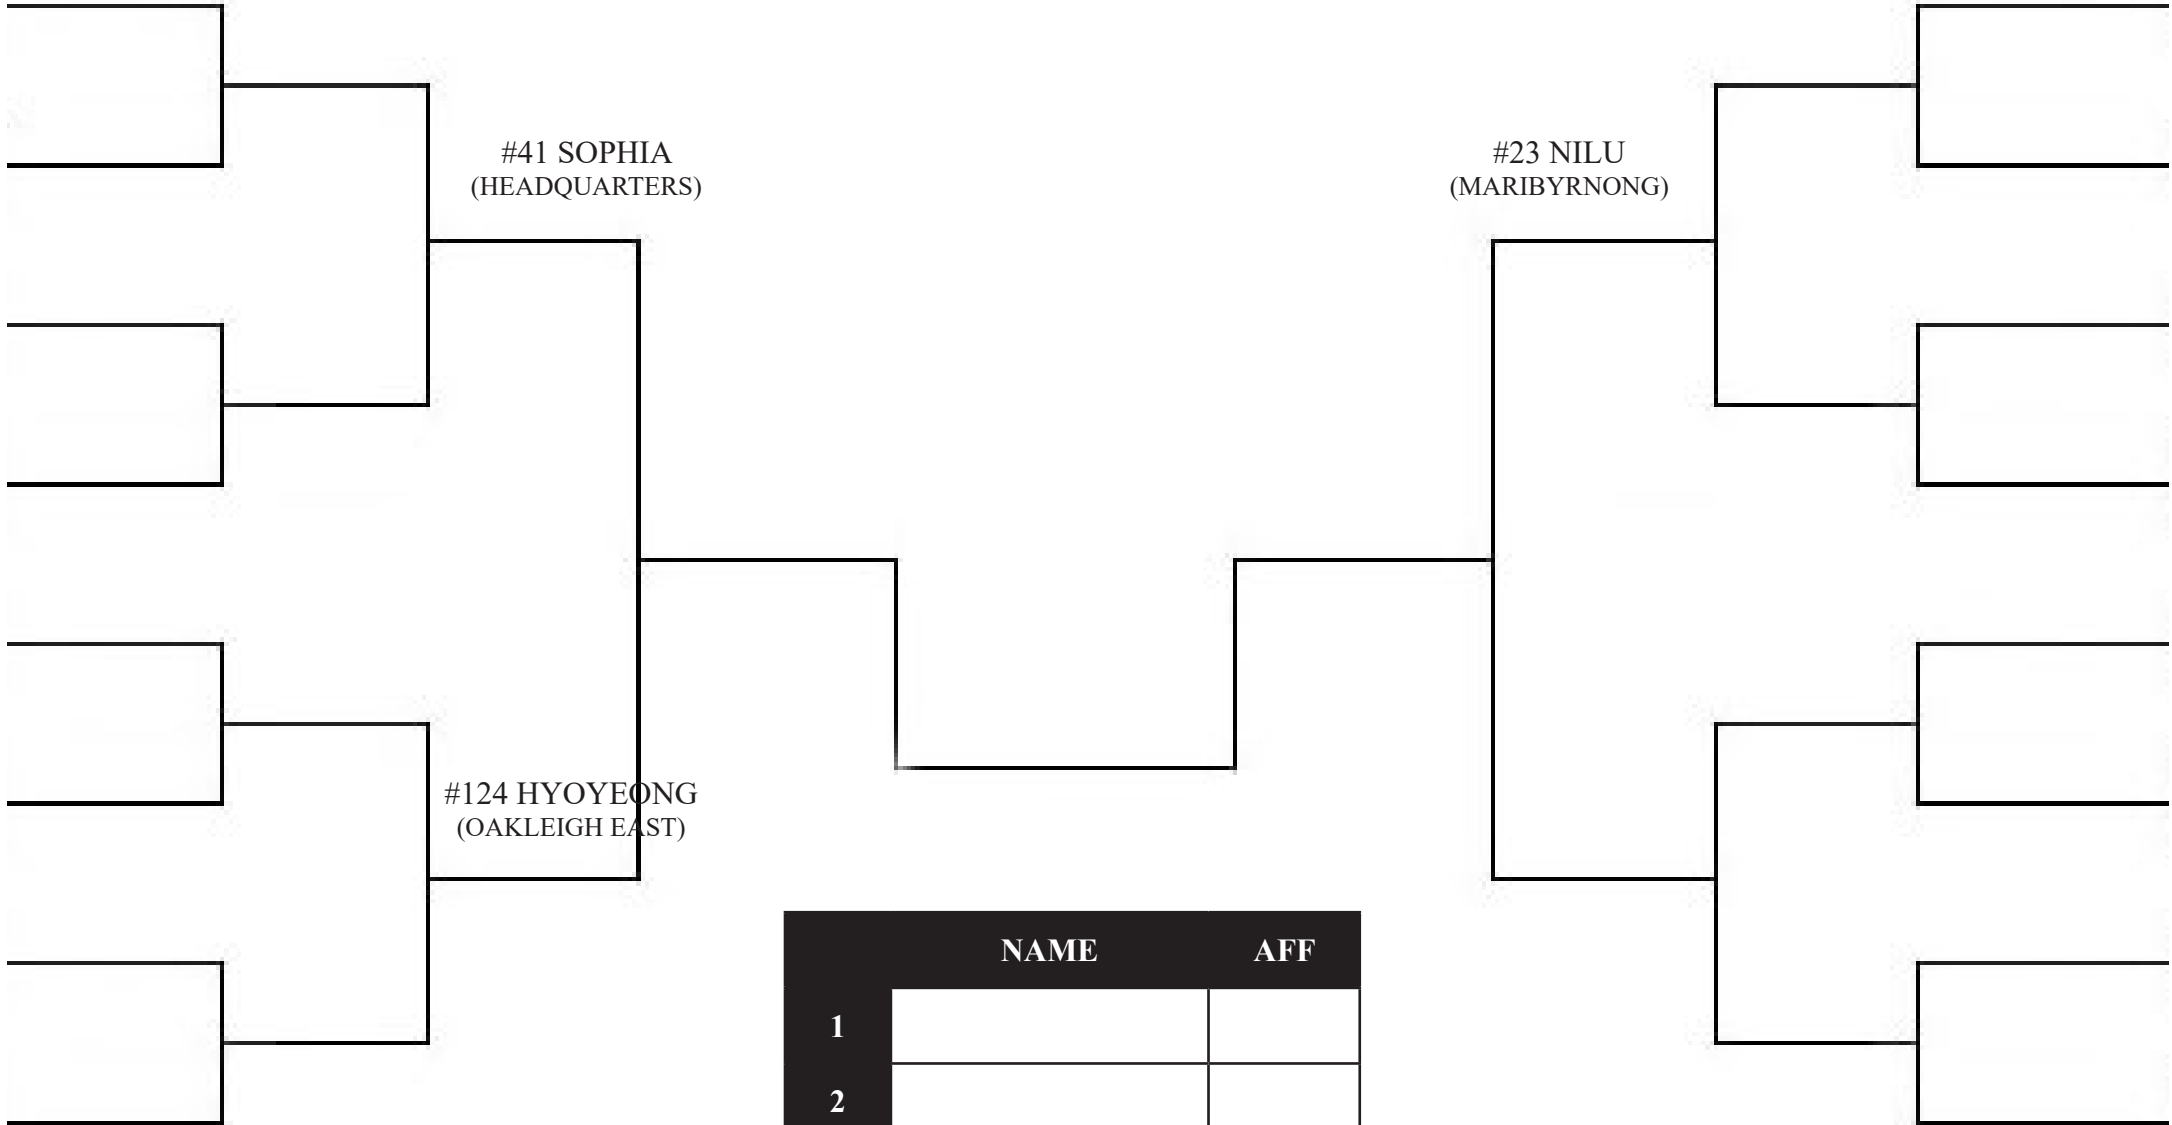 #41 SOPHIA
(HEADQUARTERS)
#23 NILU
(MARIBYRNONG)
#124 HYOYEONG
(OAKLEIGH EAST)
NAME AFF
1
2